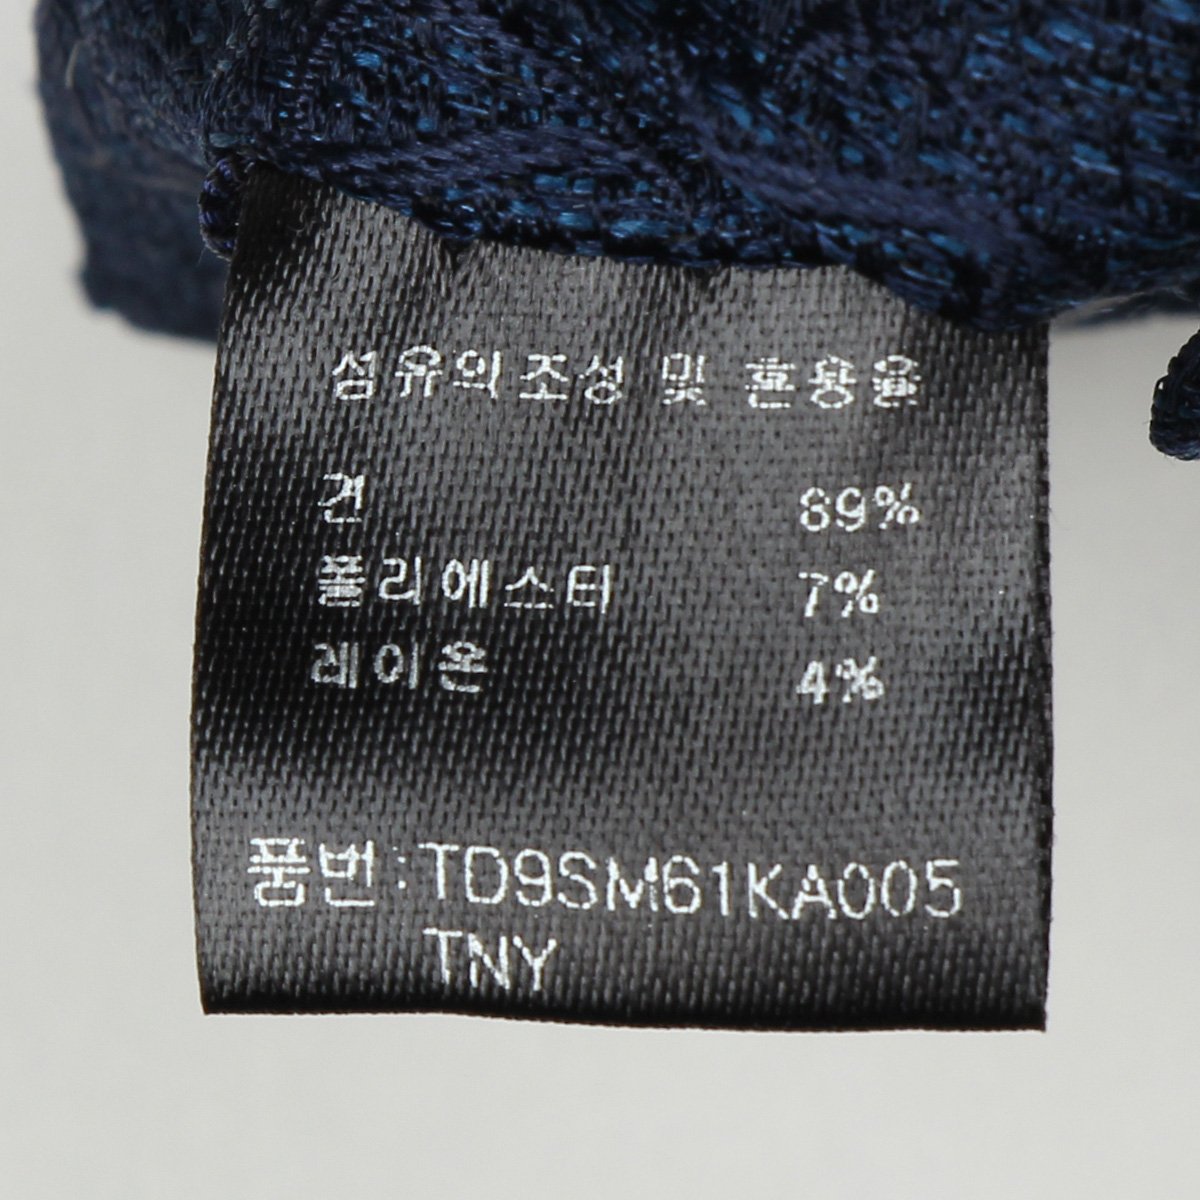 섬유의 조성 및 혼용율
견 89%
폴리에스터 7%
레이온 4%
품번 : TD9SM61KA005
TNY